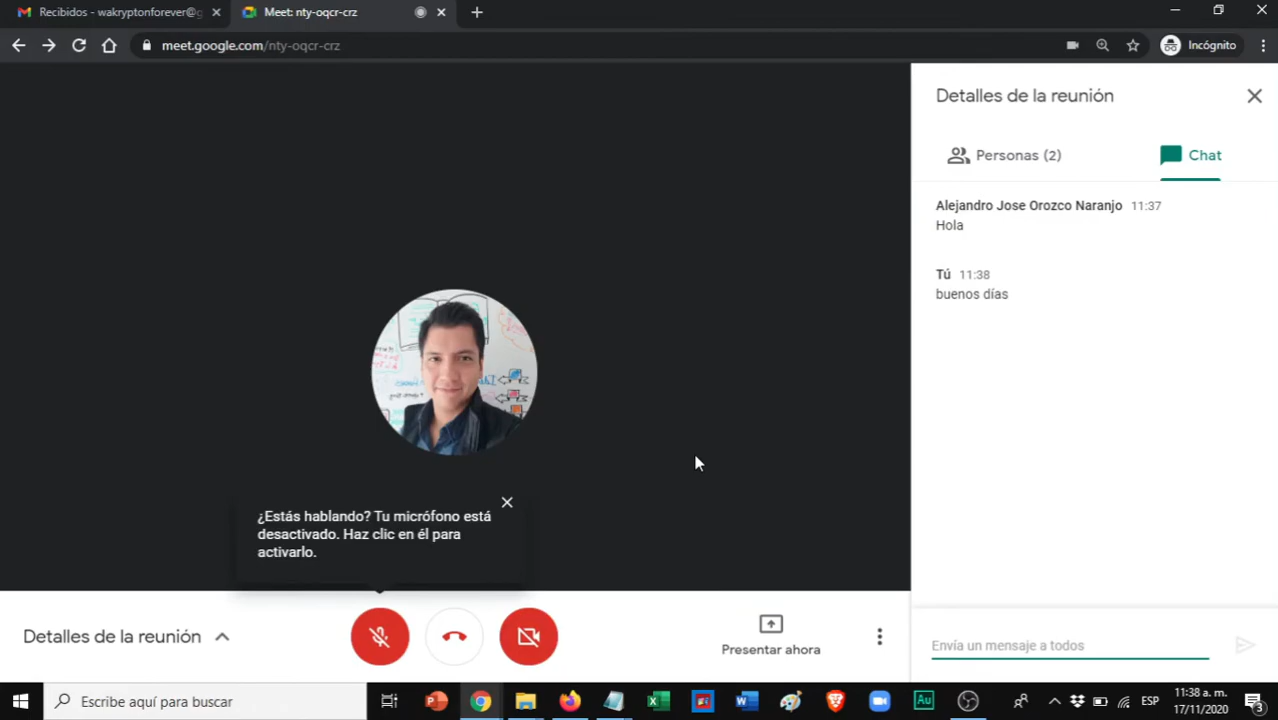 Recibidos - wakryptonforever@g
Meet: nty-oqcr-crz
meet.google.com/nty-oqcr-crz
Incógnito
Detalles de la reunión
Personas (2)
Chat
Alejandro Jose Orozco Naranjo 11:37
Hola
Tú 11:38
buenos días
¿Estás hablando? Tu micrófono está
desactivado. Haz clic en él para
activarlo.
Detalles de la reunión
Presentar ahora
Envía un mensaje a todos
Escribe aquí para buscar
ESP
11:38 a. m.
17/11/2020
3